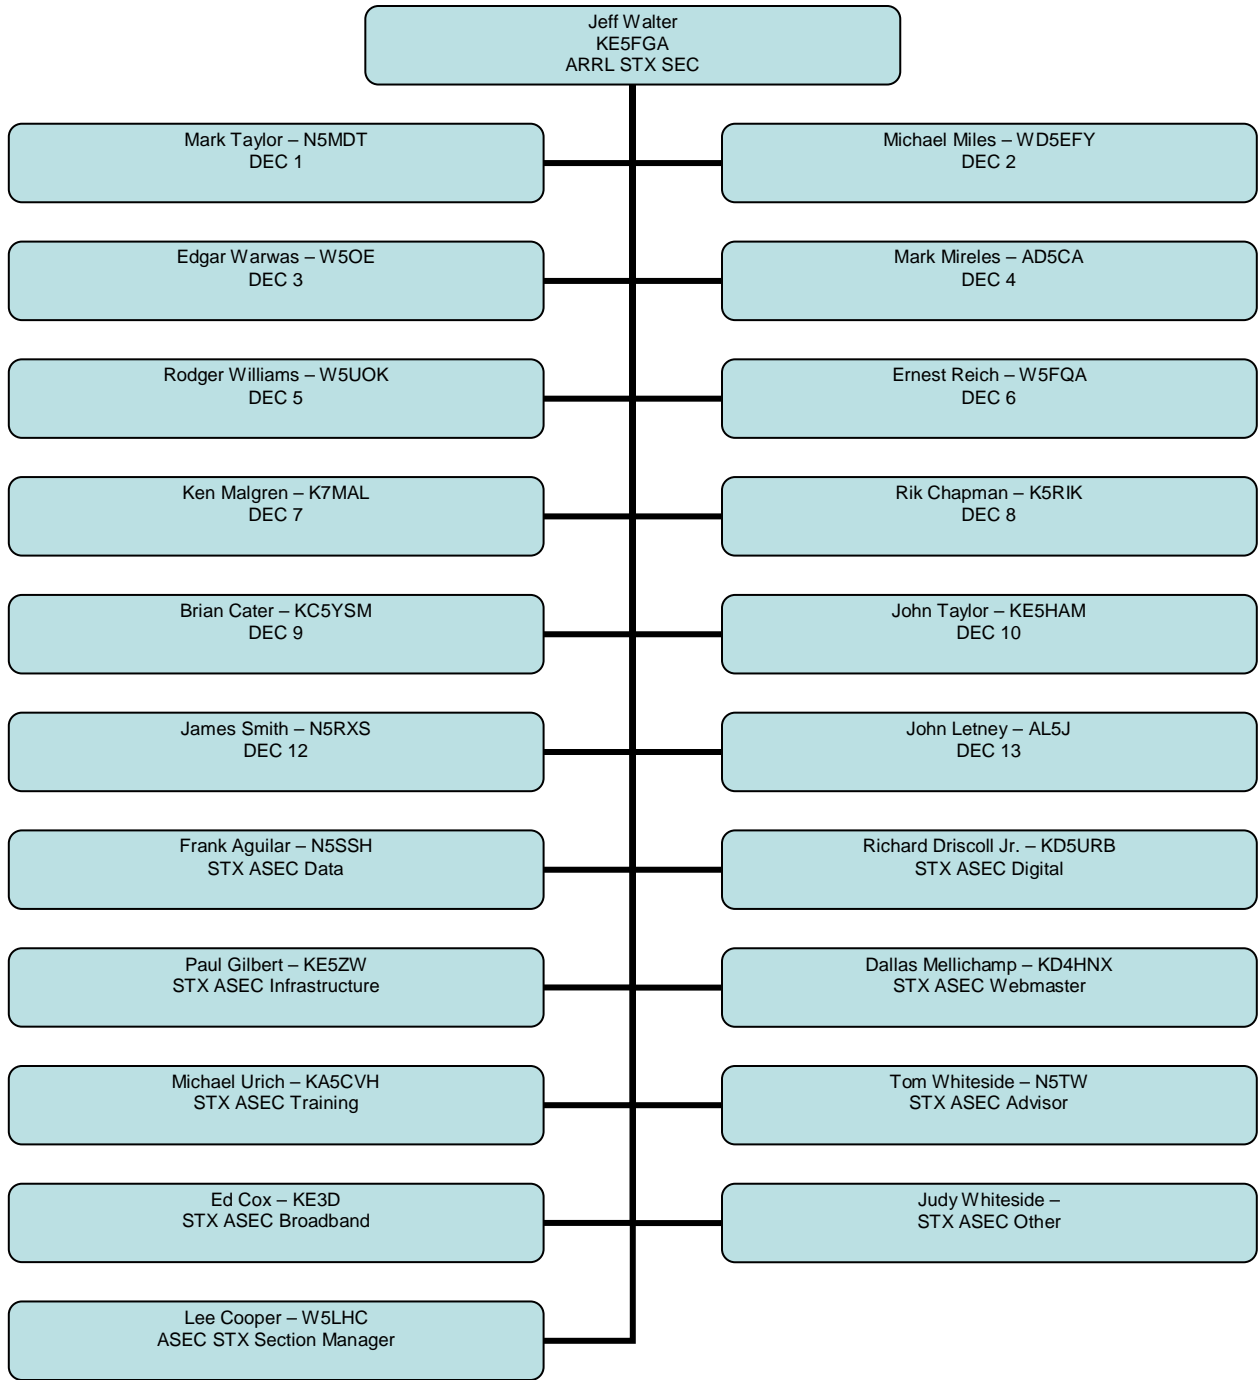 Jeff Walter
KE5FGA
ARRL STX SEC
Mark Taylor – N5MDT
DEC 1
Michael Miles – WD5EFY
DEC 2
Edgar Warwas – W5OE
DEC 3
Mark Mireles – AD5CA
DEC 4
Rodger Williams – W5UOK
DEC 5
Ernest Reich – W5FQA
DEC 6
Ken Malgren – K7MAL
DEC 7
Rik Chapman – K5RIK
DEC 8
Brian Cater – KC5YSM
DEC 9
John Taylor – KE5HAM
DEC 10
James Smith – N5RXS
DEC 12
John Letney – AL5J
DEC 13
Frank Aguilar – N5SSH
STX ASEC Data
Richard Driscoll Jr. – KD5URB
STX ASEC Digital
Paul Gilbert – KE5ZW
STX ASEC Infrastructure
Dallas Mellichamp – KD4HNX
STX ASEC Webmaster
Michael Urich – KA5CVH
STX ASEC Training
Tom Whiteside – N5TW
STX ASEC Advisor
Ed Cox – KE3D
STX ASEC Broadband
Judy Whiteside –
STX ASEC Other
Lee Cooper – W5LHC
ASEC STX Section Manager